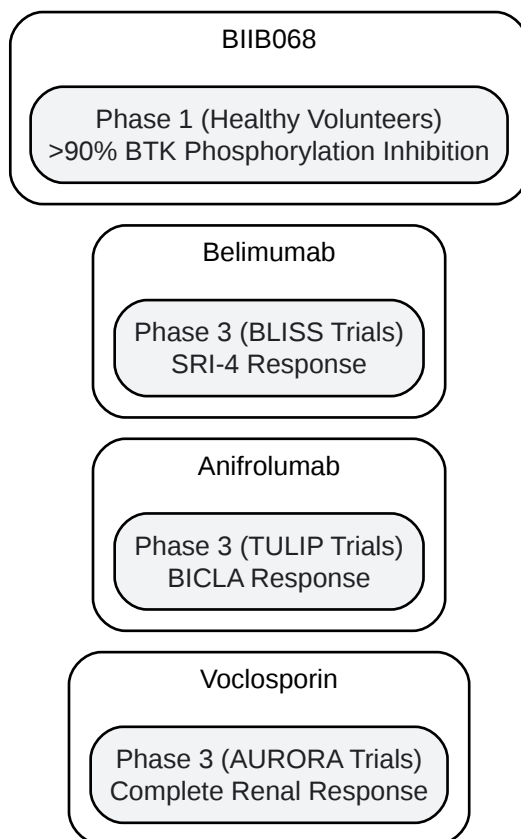 BIIB068
Phase 1 (Healthy Volunteers)
>90% BTK Phosphorylation Inhibition
Belimumab
Phase 3 (BLISS Trials)
SRI-4 Response
Anifrolumab
Phase 3 (TULIP Trials)
BICLA Response
Voclosporin
Phase 3 (AURORA Trials)
Complete Renal Response